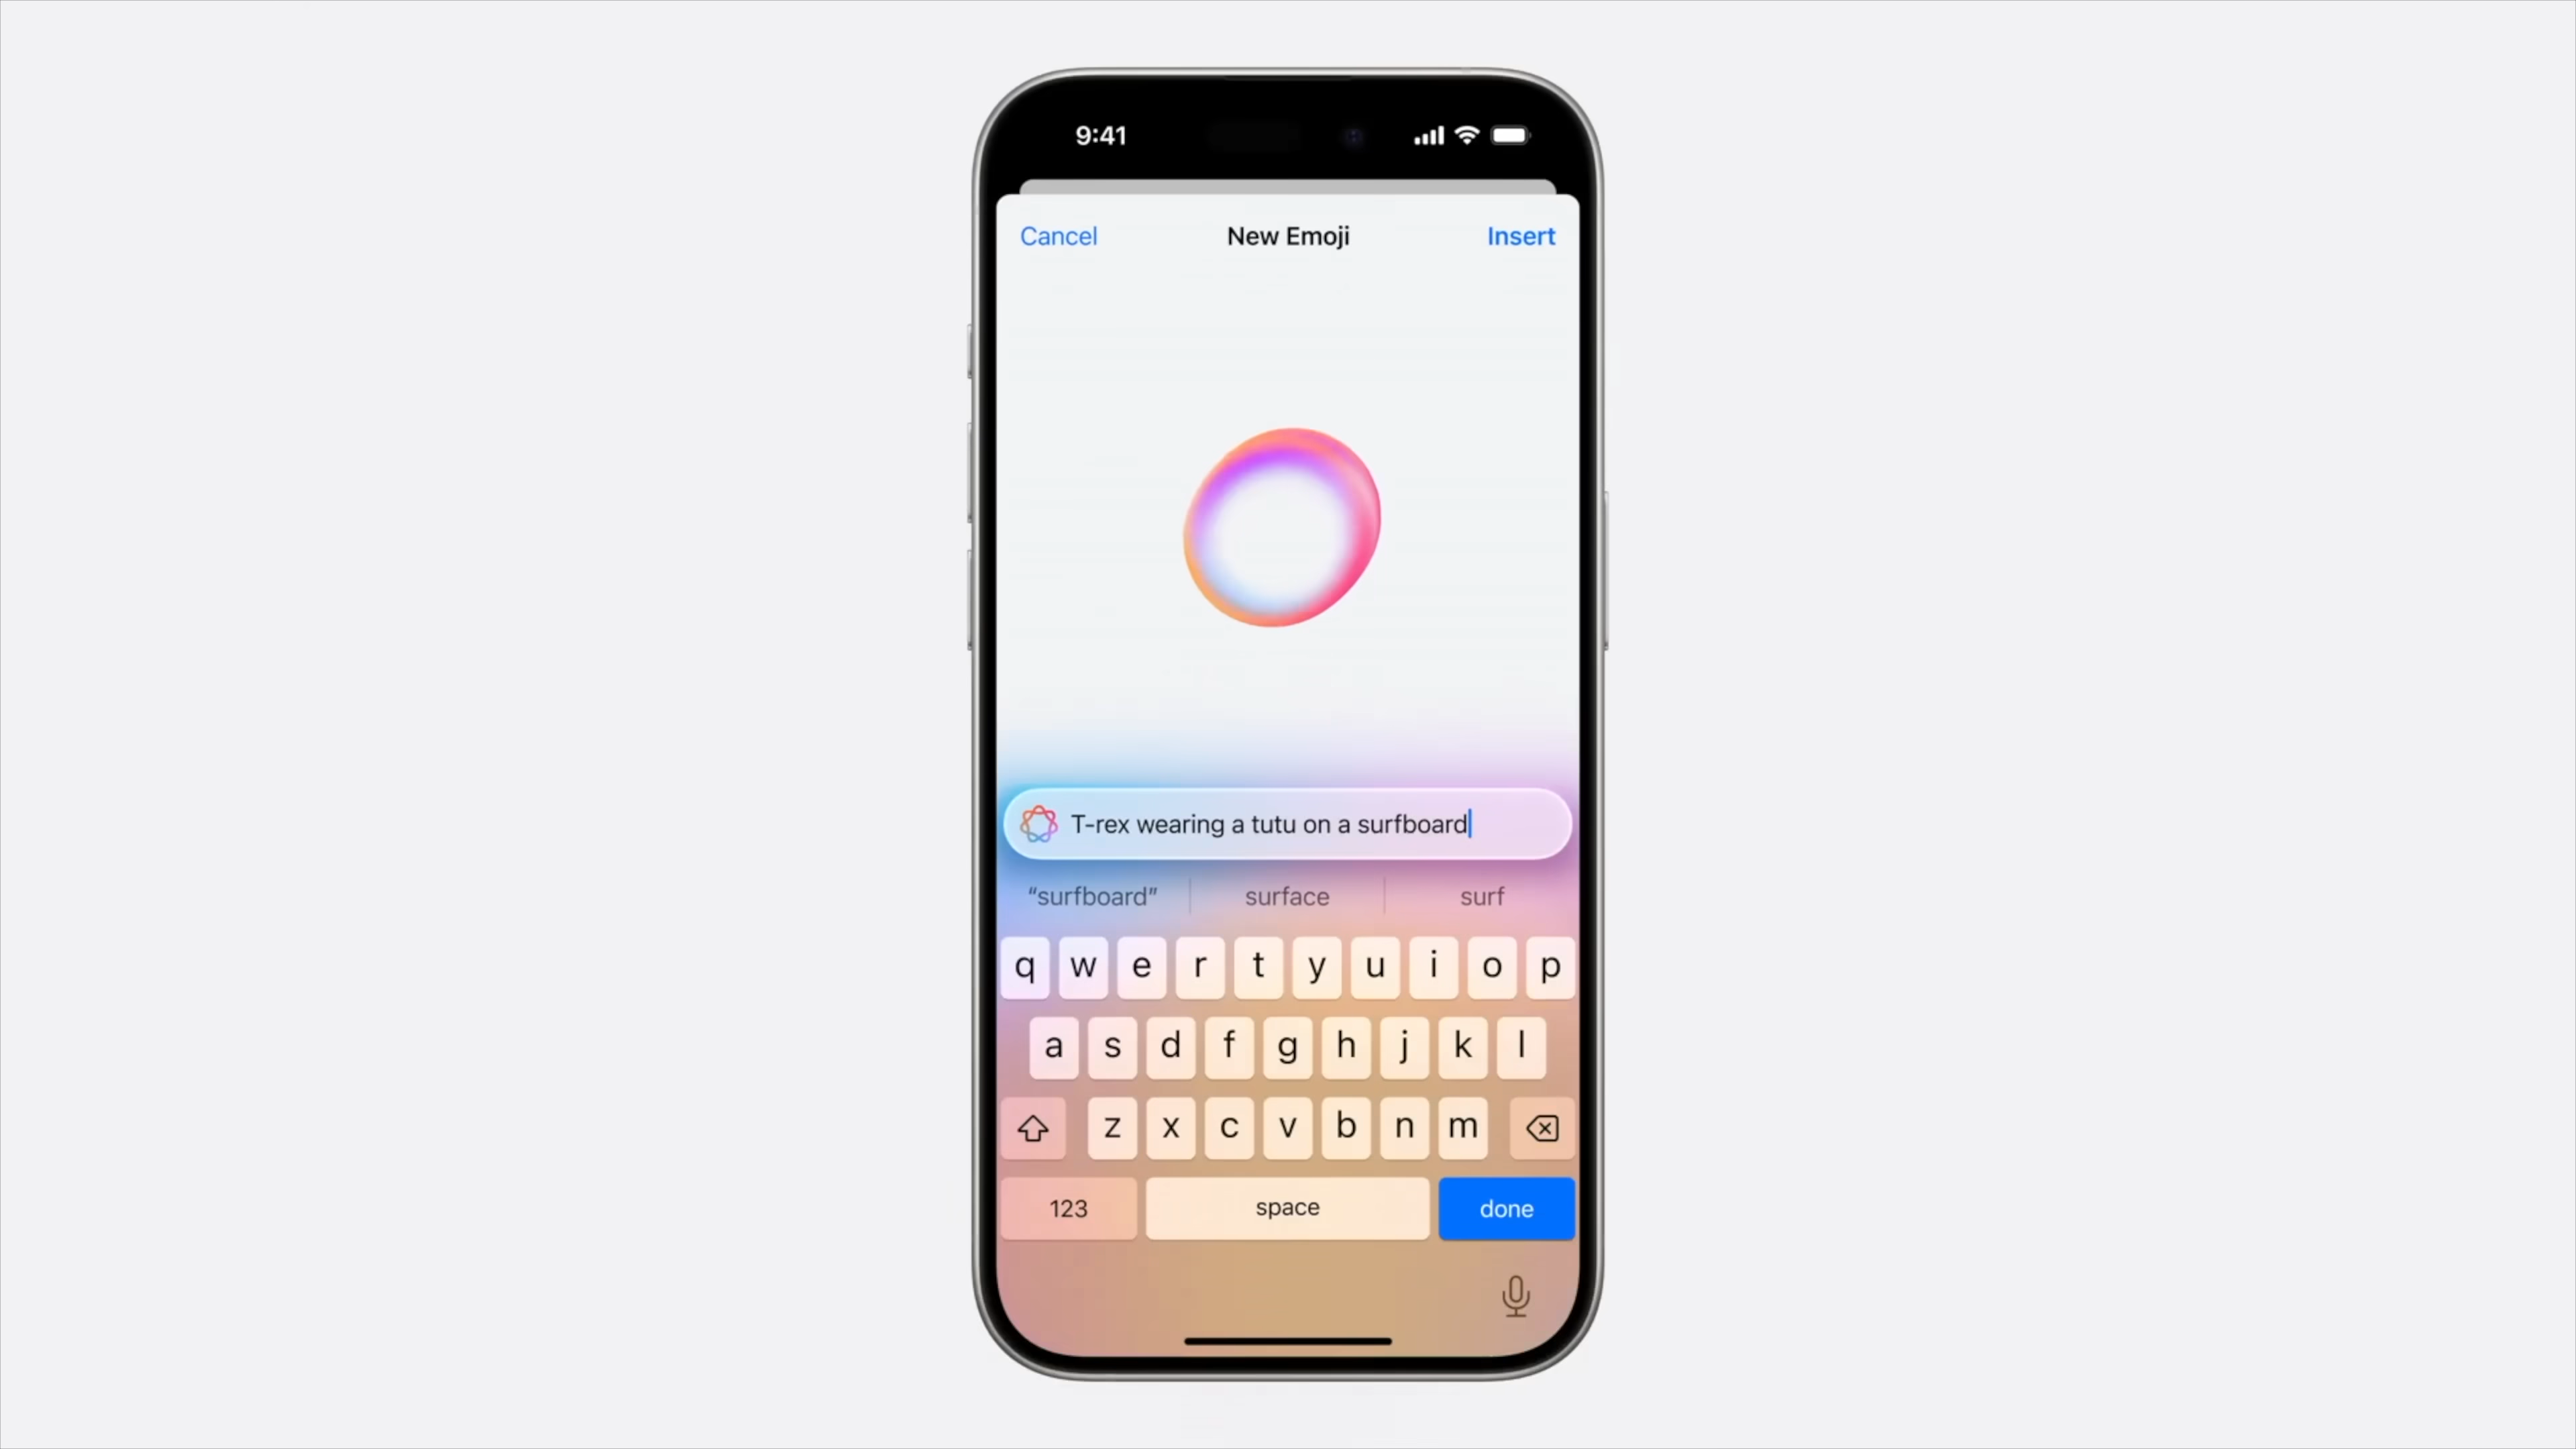 9:41
Cancel New Emoji Insert
T-rex wearing a tutu on a surfboard
“surfboard” surface surf
q w e r t y u i o p
a s d f g h j k l
z x c v b n m
123 space done